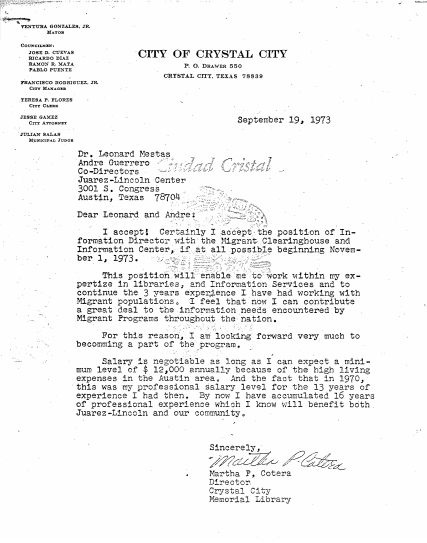 VENTURA GONZALES, JR.
MAYOR
COUNCILMEN:
JOSE D. CUEVAS
RICARDO DIAZ
RAMON R. MATA
PABLO PUENTE
FRANCISCO RODRIGUEZ, JR.
CITY MANAGER
TERESA P. FLORES
CITY CLERK
JESSE GAMEZ
CITY ATTORNEY
JULIAN SALAS
MUNICIPAL JUDGE
CITY OF CRYSTAL CITY
P. O. DRAWER 550
CRYSTAL CITY, TEXAS 78839
September 19, 1973
Dr. Leonard Mestas
Andre Guerrero
Co-Directors
Juarez-Lincoln Center
3001 S. Congress
Austin, Texas 78704
Ciudad Cristal
Dear Leonard and Andre:
I accept! Certainly I accept the position of In-
formation Director with the Migrant Clearinghouse and
Information Center, if at all possible beginning Novem-
ber 1, 1973.
This position will enable me to work within my ex-
pertize in libraries, and Information Services and to
continue the 3 years experience I have had working with
Migrant populations. I feel that now I can contribute
a great deal to the information needs encountered by
Migrant Programs throughout the nation.
For this reason, I am looking forward very much to
becoming a part of the program.
Salary is negotiable as long as I can expect a mini-
mum level of $ 12,000 annually because of the high living
expenses in the Austin area. And the fact that in 1970,
this was my professional salary level for the 13 years of
experience I had then. By now I have accumulated 16 years
of professional experience which I know will benefit both
Juarez-Lincoln and our community.
Sincerely,
Martha P. Cotera
Martha P. Cotera
Director
Crystal City
Memorial Library